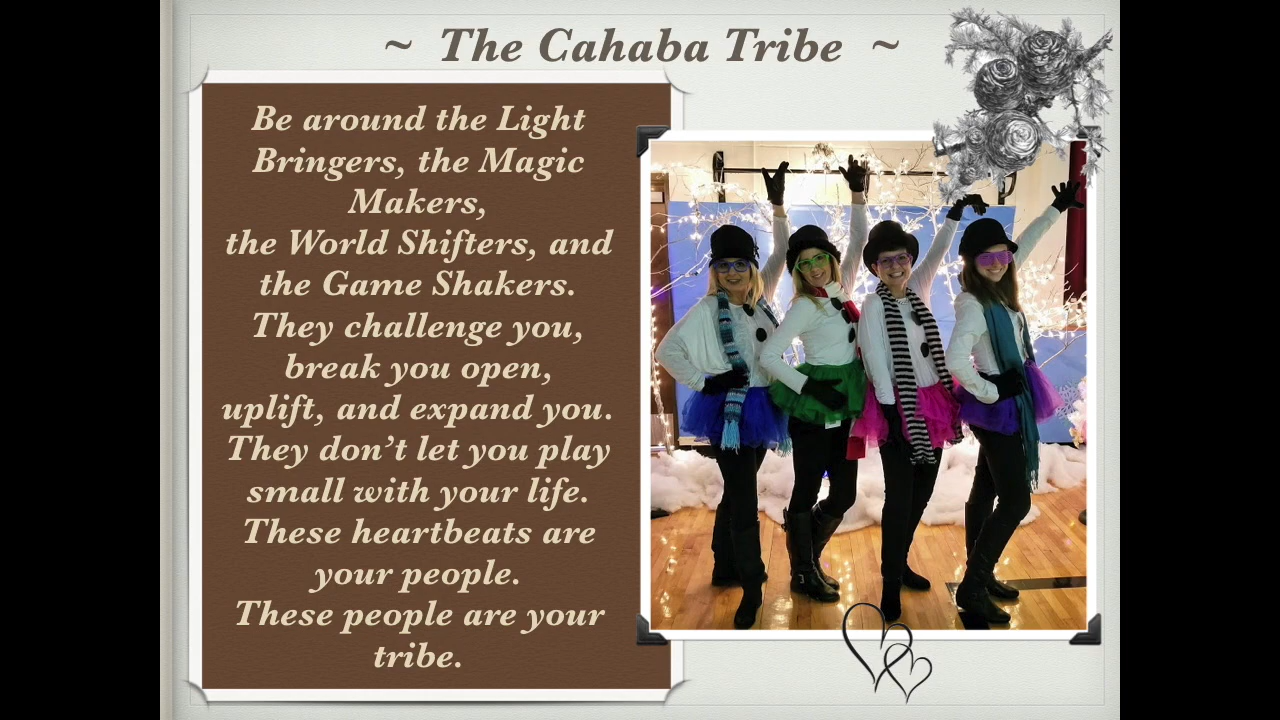 ~ The Cahaba Tribe ~
Be around the Light
Bringers, the Magic
Makers,
the World Shifters, and
the Game Shakers.
They challenge you,
break you open,
uplift, and expand you.
They don’t let you play
small with your life.
These heartbeats are
your people.
These people are your
tribe.